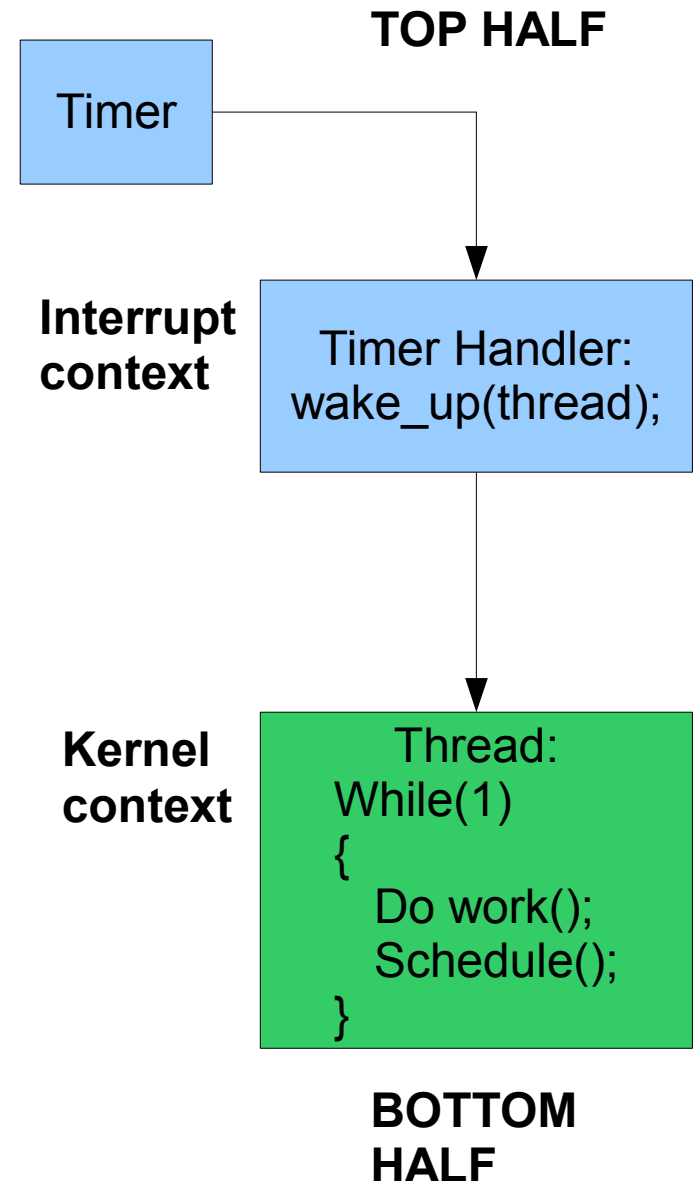 TOP HALF
Timer
Interrupt
context
Timer Handler:
wake_up(thread);
Kernel
context
Thread:
While(1)
{
Do work();
Schedule();
}
BOTTOM
HALF